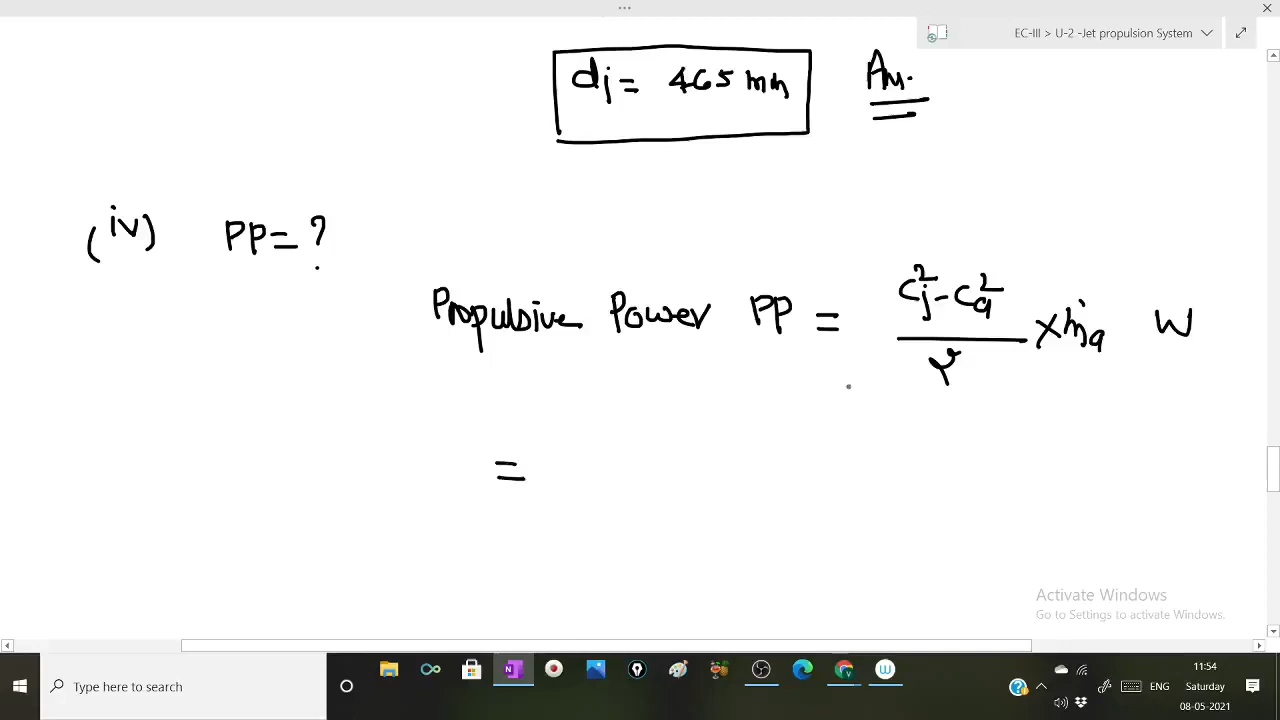 EC-III > U-2 -Jet propulsion System
dj = 465 mm Ans.
(iv) PP = ?
Propulsive Power PP = (Cj² - Ca²) / 2 × ṁa W
=
Activate Windows
Go to Settings to activate Windows.
Type here to search
ENG
11:54
Saturday
08-05-2021